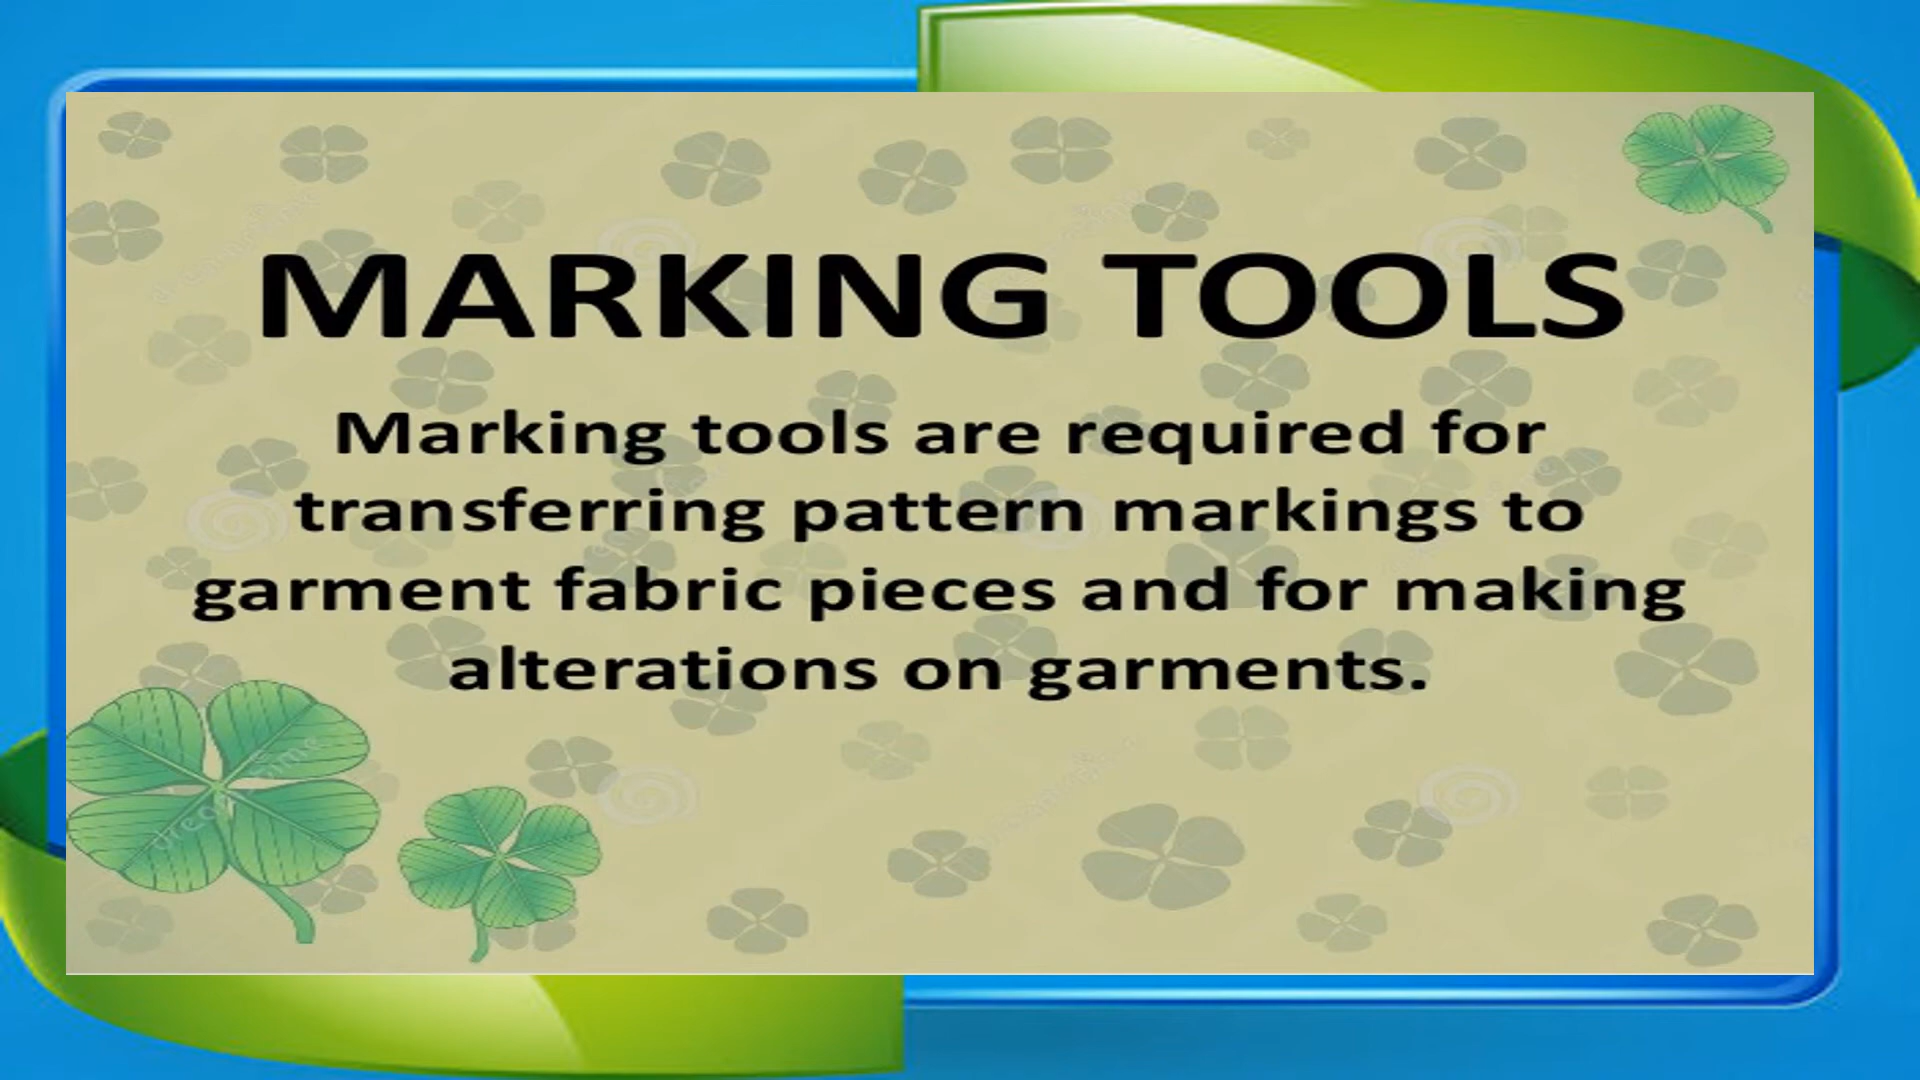 MARKING TOOLS
Marking tools are required for
transferring pattern markings to
garment fabric pieces and for making
alterations on garments.